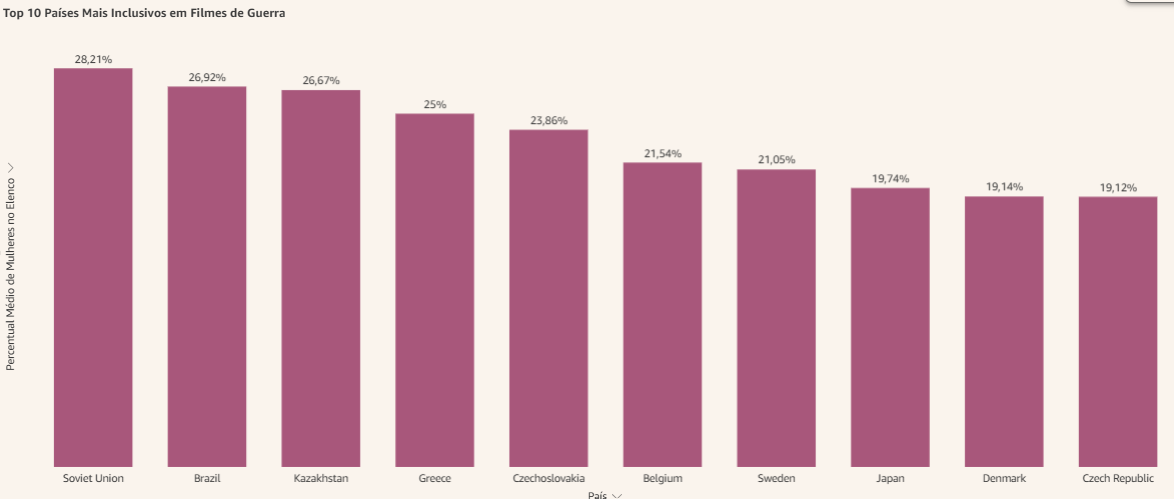 Top 10 Países Mais Inclusivos em Filmes de Guerra
Percentual Médio de Mulheres no Elenco
28,21%
26,92%
26,67%
25%
23,86%
21,54%
21,05%
19,74%
19,14%
19,12%
Soviet Union
Brazil
Kazakhstan
Greece
Czechoslovakia
Belgium
Sweden
Japan
Denmark
Czech Republic
País